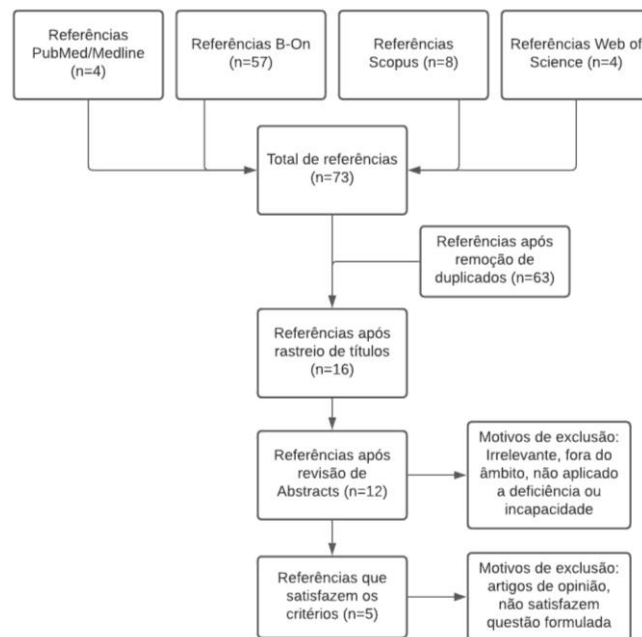 Referências
PubMed/Medline
(n=4)
Referências B-On
(n=57)
Referências
Scopus (n=8)
Referências Web of
Science (n=4)
Total de referências
(n=73)
Referências após
remoção de
duplicados (n=63)
Referências após
rastreio de títulos
(n=16)
Referências após
revisão de
Abstracts (n=12)
Motivos de exclusão:
Irrelevante, fora do
âmbito, não aplicado
a deficiência ou
incapacidade
Referências que
satisfazem os
critérios (n=5)
Motivos de exclusão:
artigos de opinião,
não satisfazem
questão formulada